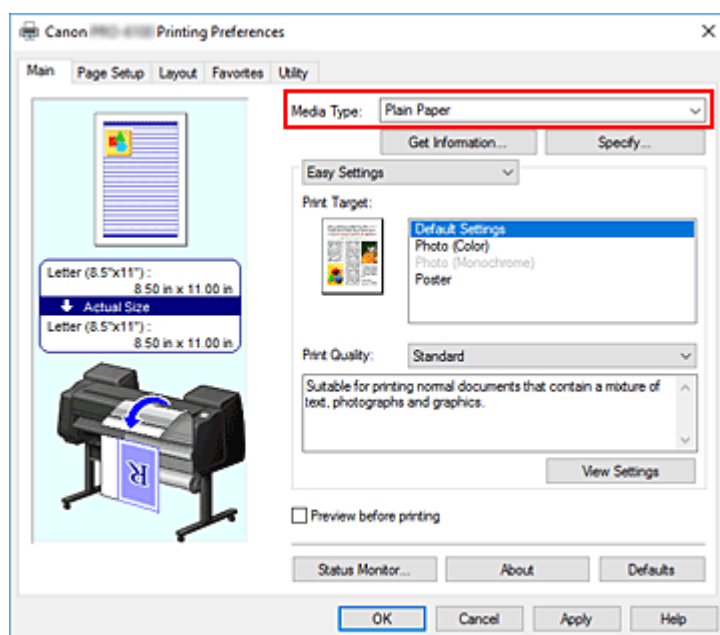 Canon Printing Preferences
Main Page Setup Layout Favorites Utility
Media Type: Plain Paper
Get Information... Specify...
Easy Settings
Print Target:
Default Settings
Photo (Color)
Photo (Monochrome)
Poster
Letter (8.5"x11") :
8.50 in x 11.00 in
Actual Size
Letter (8.5"x11") :
8.50 in x 11.00 in
Print Quality: Standard
Suitable for printing normal documents that contain a mixture of
text, photographs and graphics.
View Settings
R
Preview before printing
Status Monitor... About Defaults
OK Cancel Apply Help